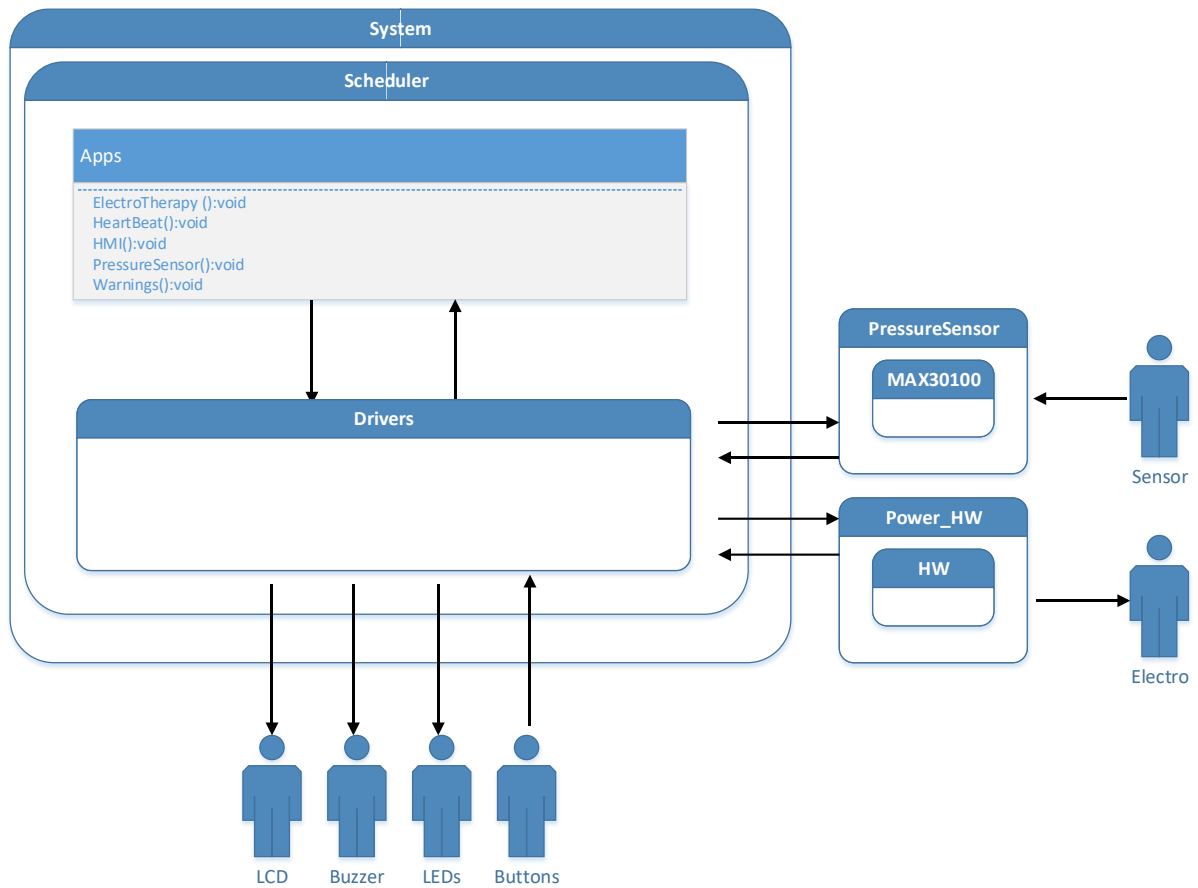 System
Scheduler
Apps
ElectroTherapy ():void
HeartBeat():void
HMI():void
PressureSensor():void
Warnings():void
Drivers
PressureSensor
MAX30100
Sensor
Power_HW
HW
Electro
LCD
Buzzer
LEDs
Buttons